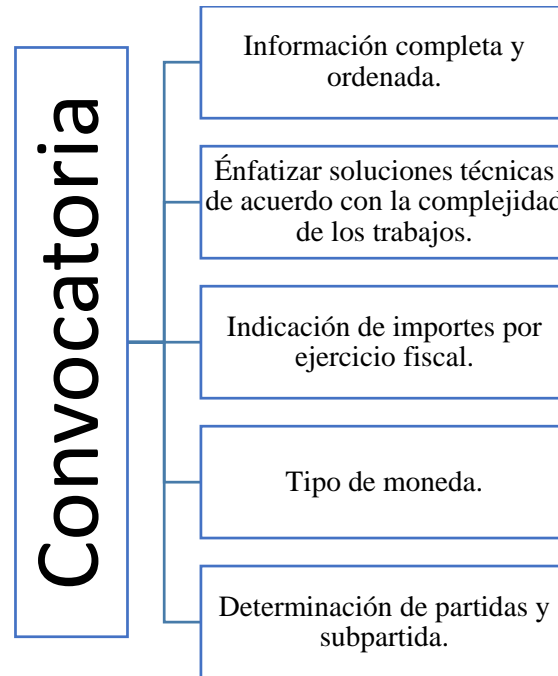 Convocatoria
Información completa y
ordenada.
Énfatizar soluciones técnicas
de acuerdo con la complejidad
de los trabajos.
Indicación de importes por
ejercicio fiscal.
Tipo de moneda.
Determinación de partidas y
subpartida.